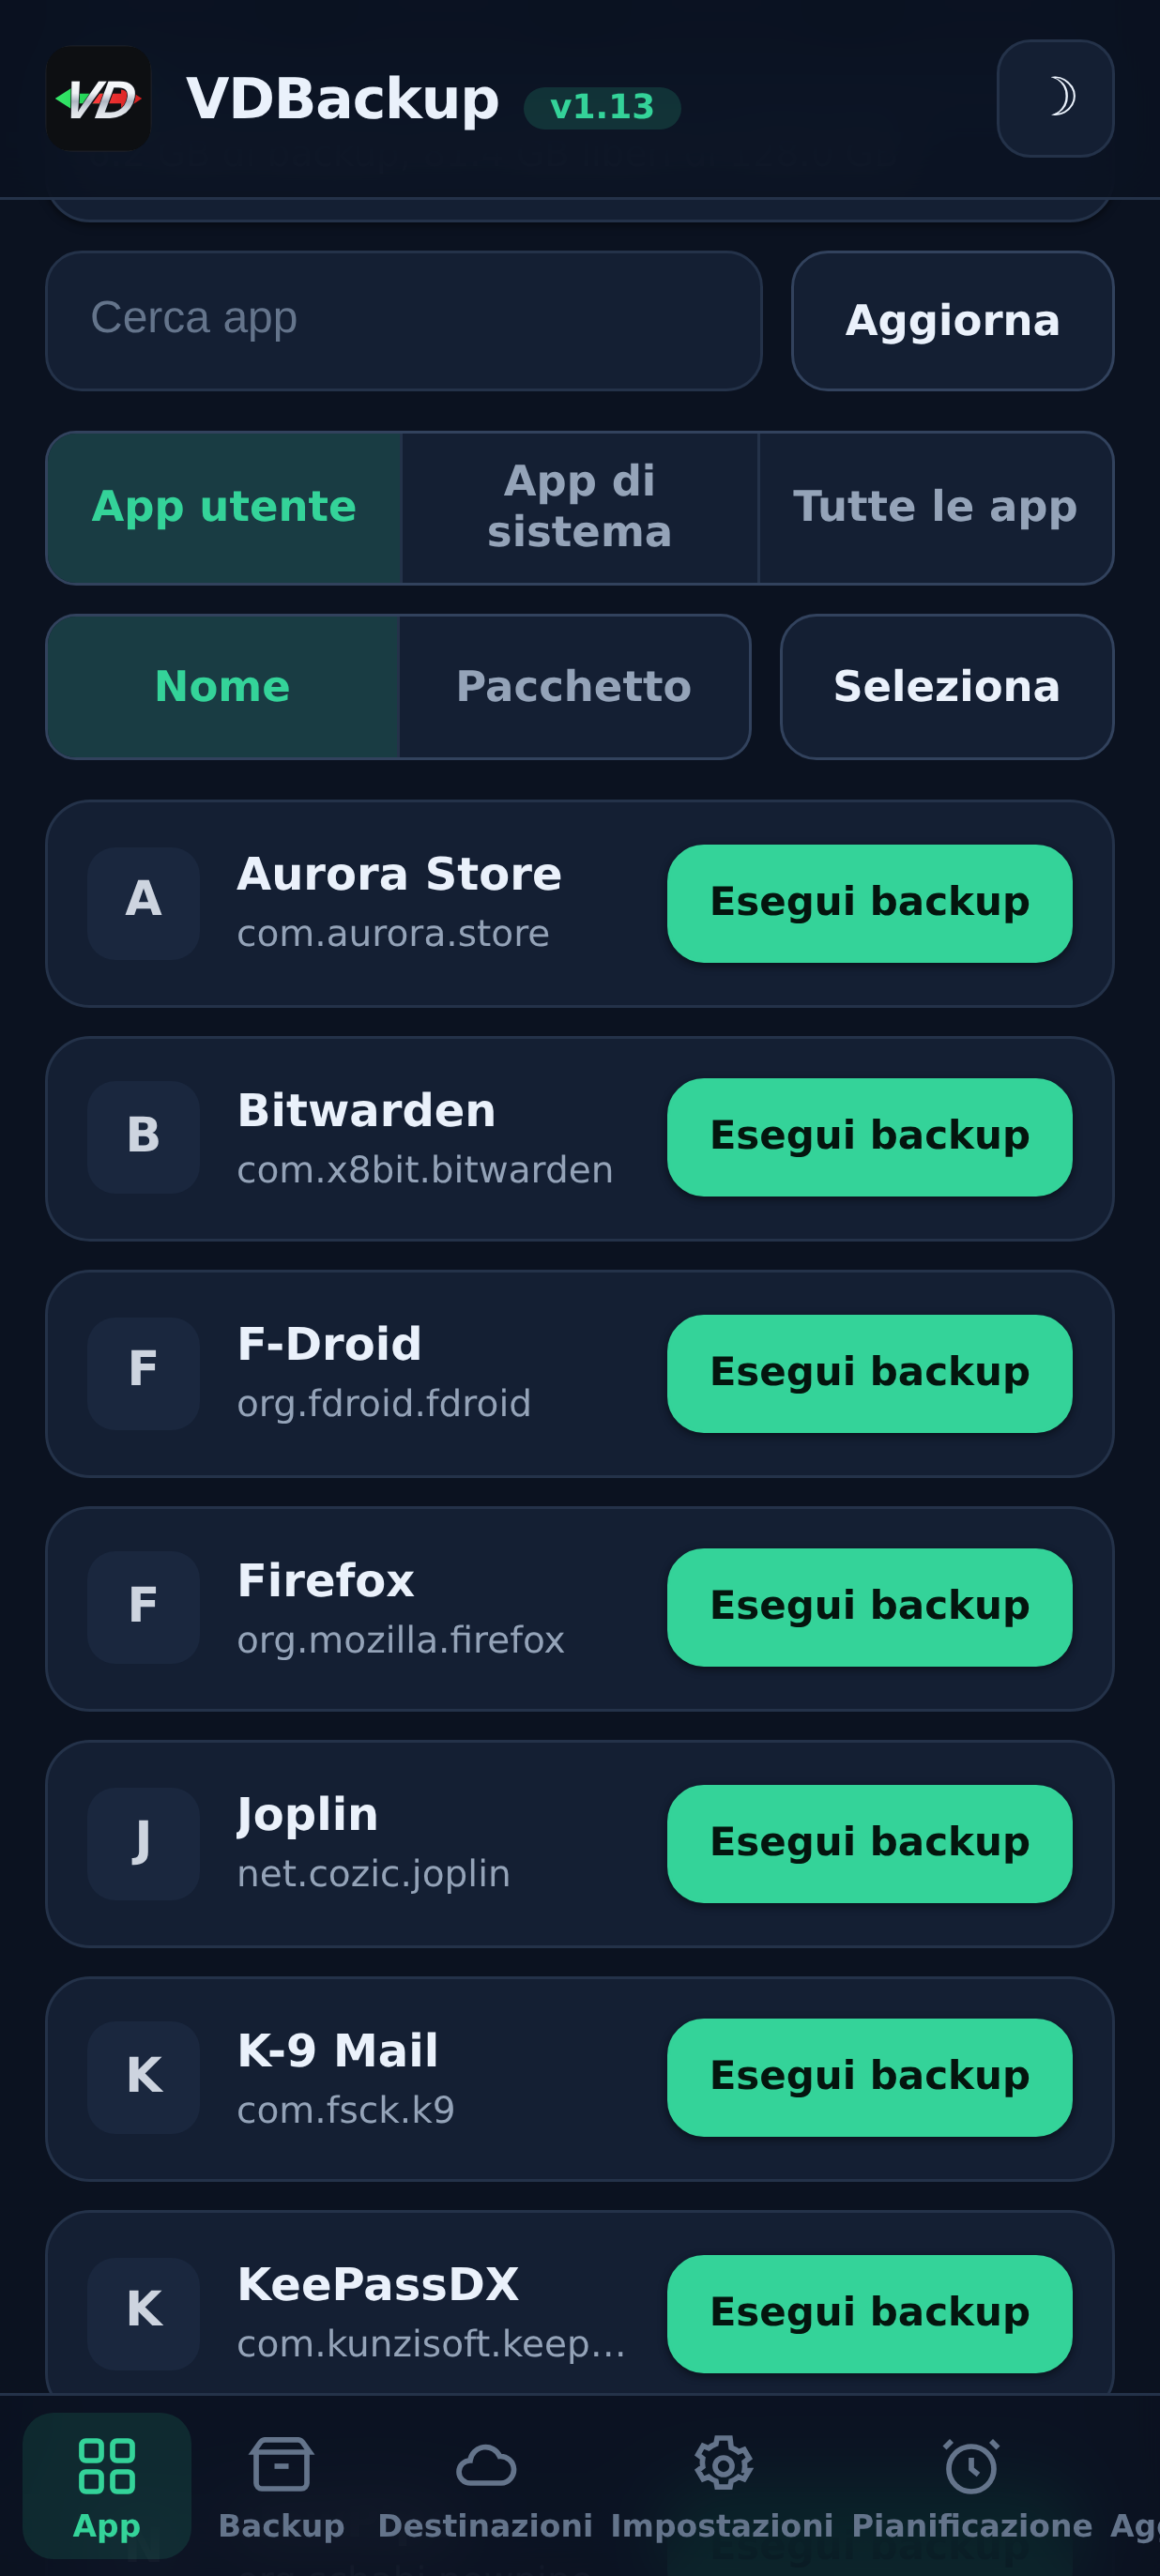 VD
VDBackup v1.13
Cerca app
Aggiorna
App utente
App di
sistema
Tutte le app
Nome
Pacchetto
Seleziona
A
Aurora Store
com.aurora.store
Esegui backup
B
Bitwarden
com.x8bit.bitwarden
Esegui backup
F
F-Droid
org.fdroid.fdroid
Esegui backup
F
Firefox
org.mozilla.firefox
Esegui backup
J
Joplin
net.cozic.joplin
Esegui backup
K
K-9 Mail
com.fsck.k9
Esegui backup
K
KeePassDX
com.kunzisoft.keep...
Esegui backup
App
Backup
Destinazioni
Impostazioni
Pianificazione